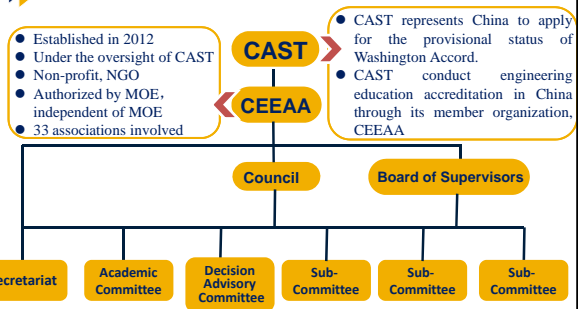 ● Established in 2012
● Under the oversight of CAST
● Non-profit, NGO
● Authorized by MOE,
independent of MOE
● 33 associations involved
CAST
CEEAA
● CAST represents China to apply
for the provisional status of
Washington Accord.
● CAST conduct engineering
education accreditation in China
through its member organization,
CEEAA
Council
Board of Supervisors
ecretariat
Academic
Committee
Decision
Advisory
Committee
Sub-
Committee
Sub-
Committee
Sub-
Committee